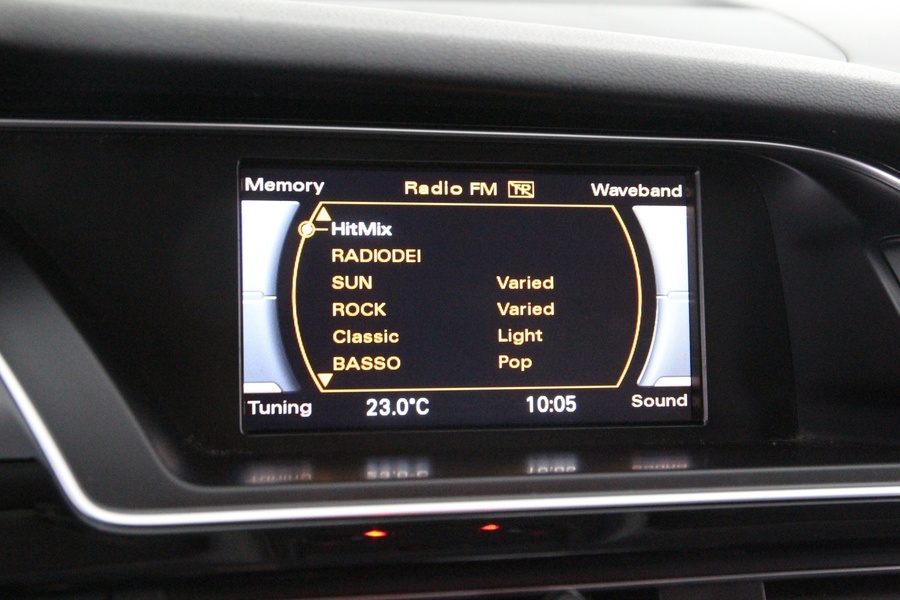 Memory Radio FM TP Waveband
HitMix
RADIODEI
SUN Varied
ROCK Varied
Classic Light
BASSO Pop
Tuning 23.0°C 10:05 Sound